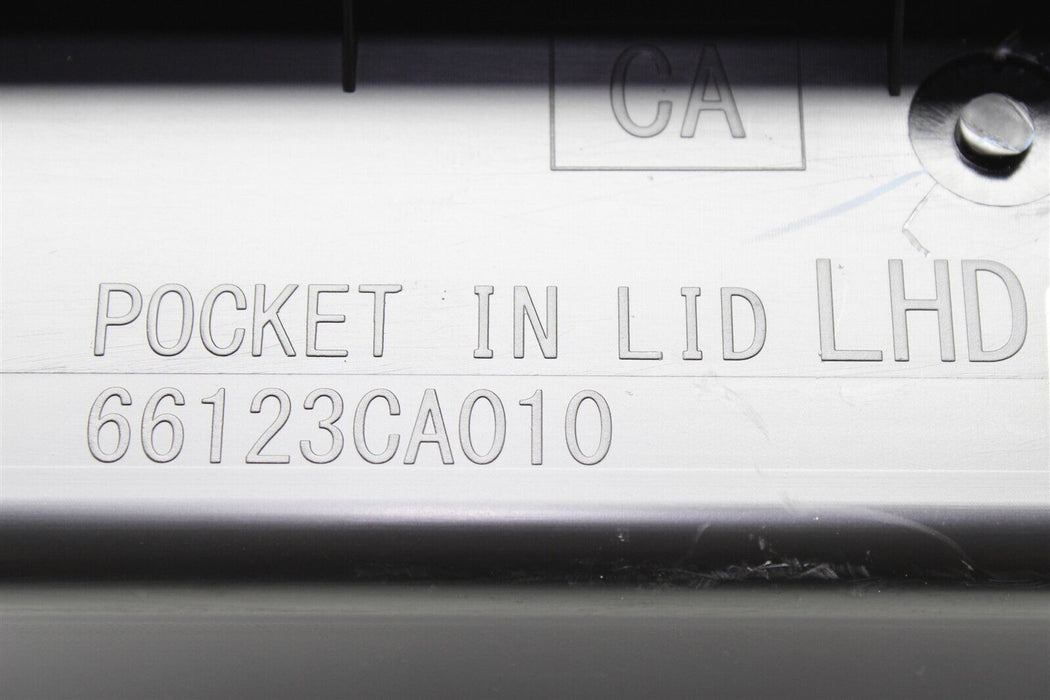 CA
POCKET IN LID LHD
66123CA010